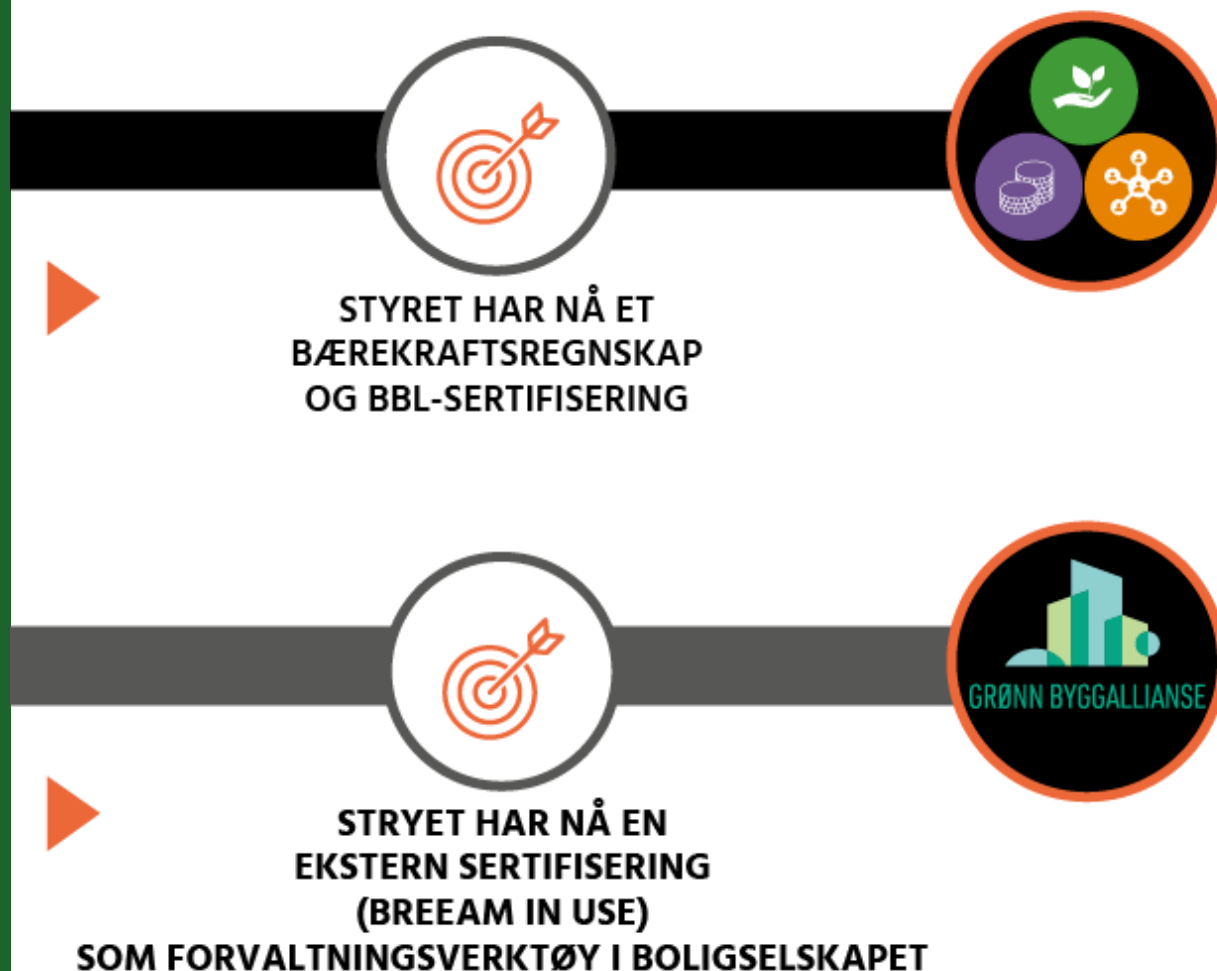 STYRET HAR NÅ ET
BÆREKRAFTSREGNSKAP
OG BBL-SERTIFISERING
GRØNN BYGGALLIANSE
STRYET HAR NÅ EN
EKSTERN SERTIFISERING
(BREEAM IN USE)
SOM FORVALTNINGSVERKTØY I BOLIGSELSKAPET